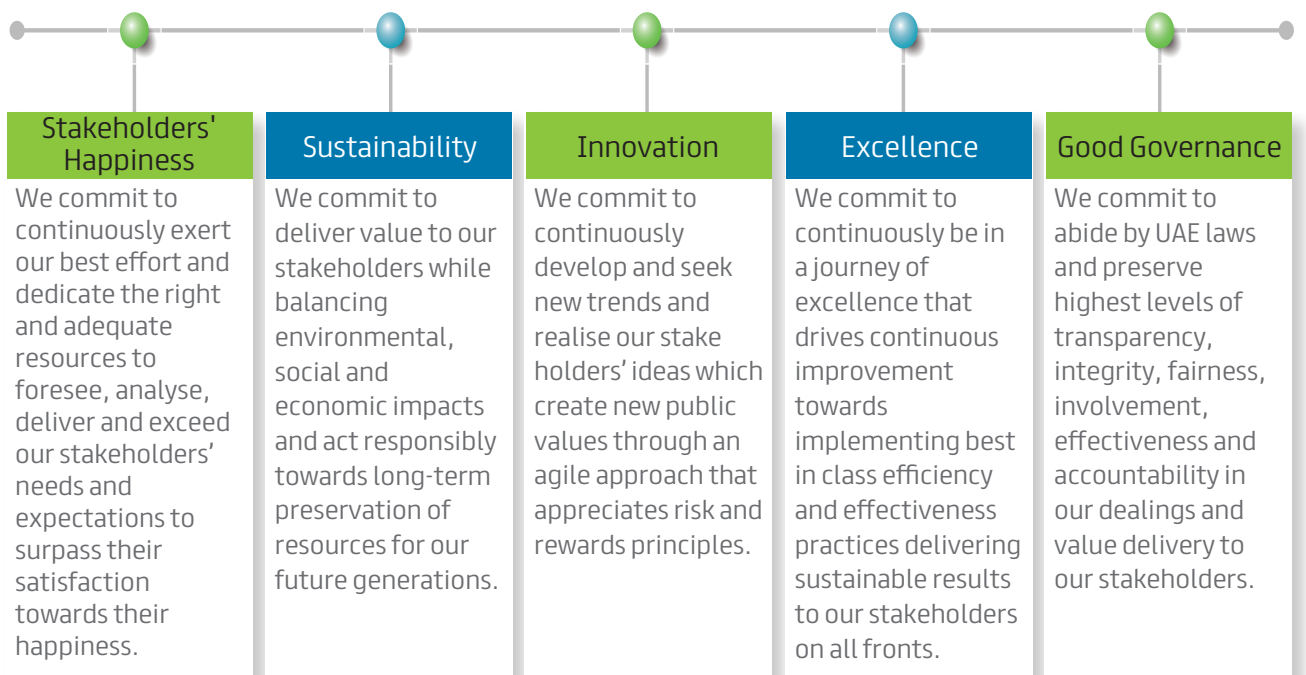 Stakeholders'
Happiness
We commit to
continuously exert
our best effort and
dedicate the right
and adequate
resources to
foresee, analyse,
deliver and exceed
our stakeholders'
needs and
expectations to
surpass their
satisfaction
towards their
happiness.
Sustainability
We commit to
deliver value to our
stakeholders while
balancing
environmental,
social and
economic impacts
and act responsibly
towards long-term
preservation of
resources for our
future generations.
Innovation
We commit to
continuously
develop and seek
new trends and
realise our stake
holders' ideas which
create new public
values through an
agile approach that
appreciates risk and
rewards principles.
Excellence
We commit to
continuously be in
a journey of
excellence that
drives continuous
improvement
towards
implementing best
in class efficiency
and effectiveness
practices delivering
sustainable results
to our stakeholders
on all fronts.
Good Governance
We commit to
abide by UAE laws
and preserve
highest levels of
transparency,
integrity, fairness,
involvement,
effectiveness and
accountability in
our dealings and
value delivery to
our stakeholders.